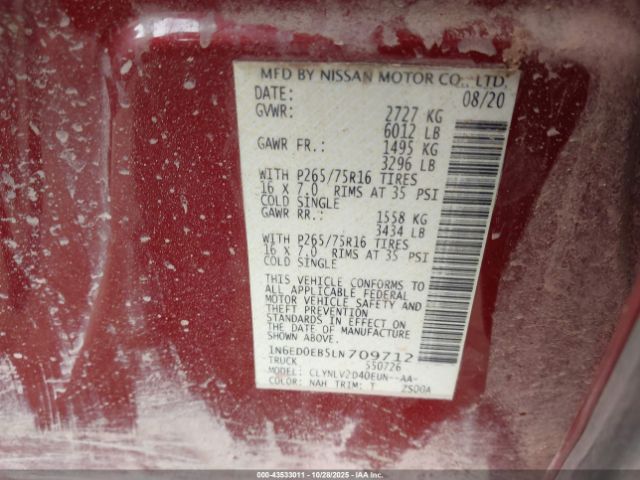 MFD BY NISSAN MOTOR CO., LTD.
DATE: 08/20
GVWR: 2727 KG
6012 LB
GAWR FR.: 1495 KG
3296 LB
WITH P265/75R16 TIRES
16 X 7.0 RIMS AT 35 PSI
COLD SINGLE
GAWR RR.: 1558 KG
3434 LB
WITH P265/75R16 TIRES
16 X 7.0 RIMS AT 35 PSI
COLD SINGLE
THIS VEHICLE CONFORMS TO
ALL APPLICABLE FEDERAL
MOTOR VEHICLE SAFETY AND
THEFT PREVENTION
STANDARDS IN EFFECT ON
THE DATE OF MANUFACTURE
SHOWN ABOVE.
1N6ED0EB5LN709712
TRUCK 550726
MODEL: CLYNLV2D40EUN--AA-
COLOR: NAH TRIM: T 2S00A
000-43533011 - 10/28/2025 - IAAI.com